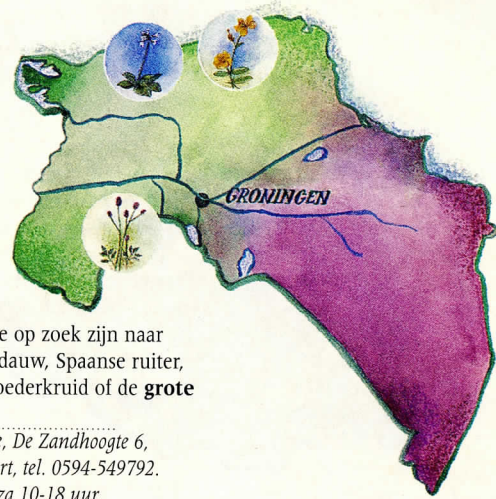 GRONINGEN
e op zoek zijn naar
dauw, Spaanse ruiter,
oederkruid of de grote
e, De Zandhoogte 6,
rt, tel. 0594-549792.
za 10-18 uur